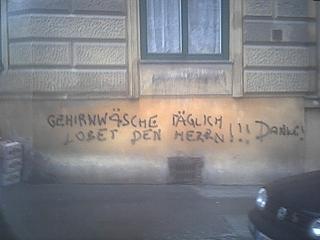 GEHIRNWÄSCHE TÄGLICH
LOBET DEN HERRN!!! DANKE!